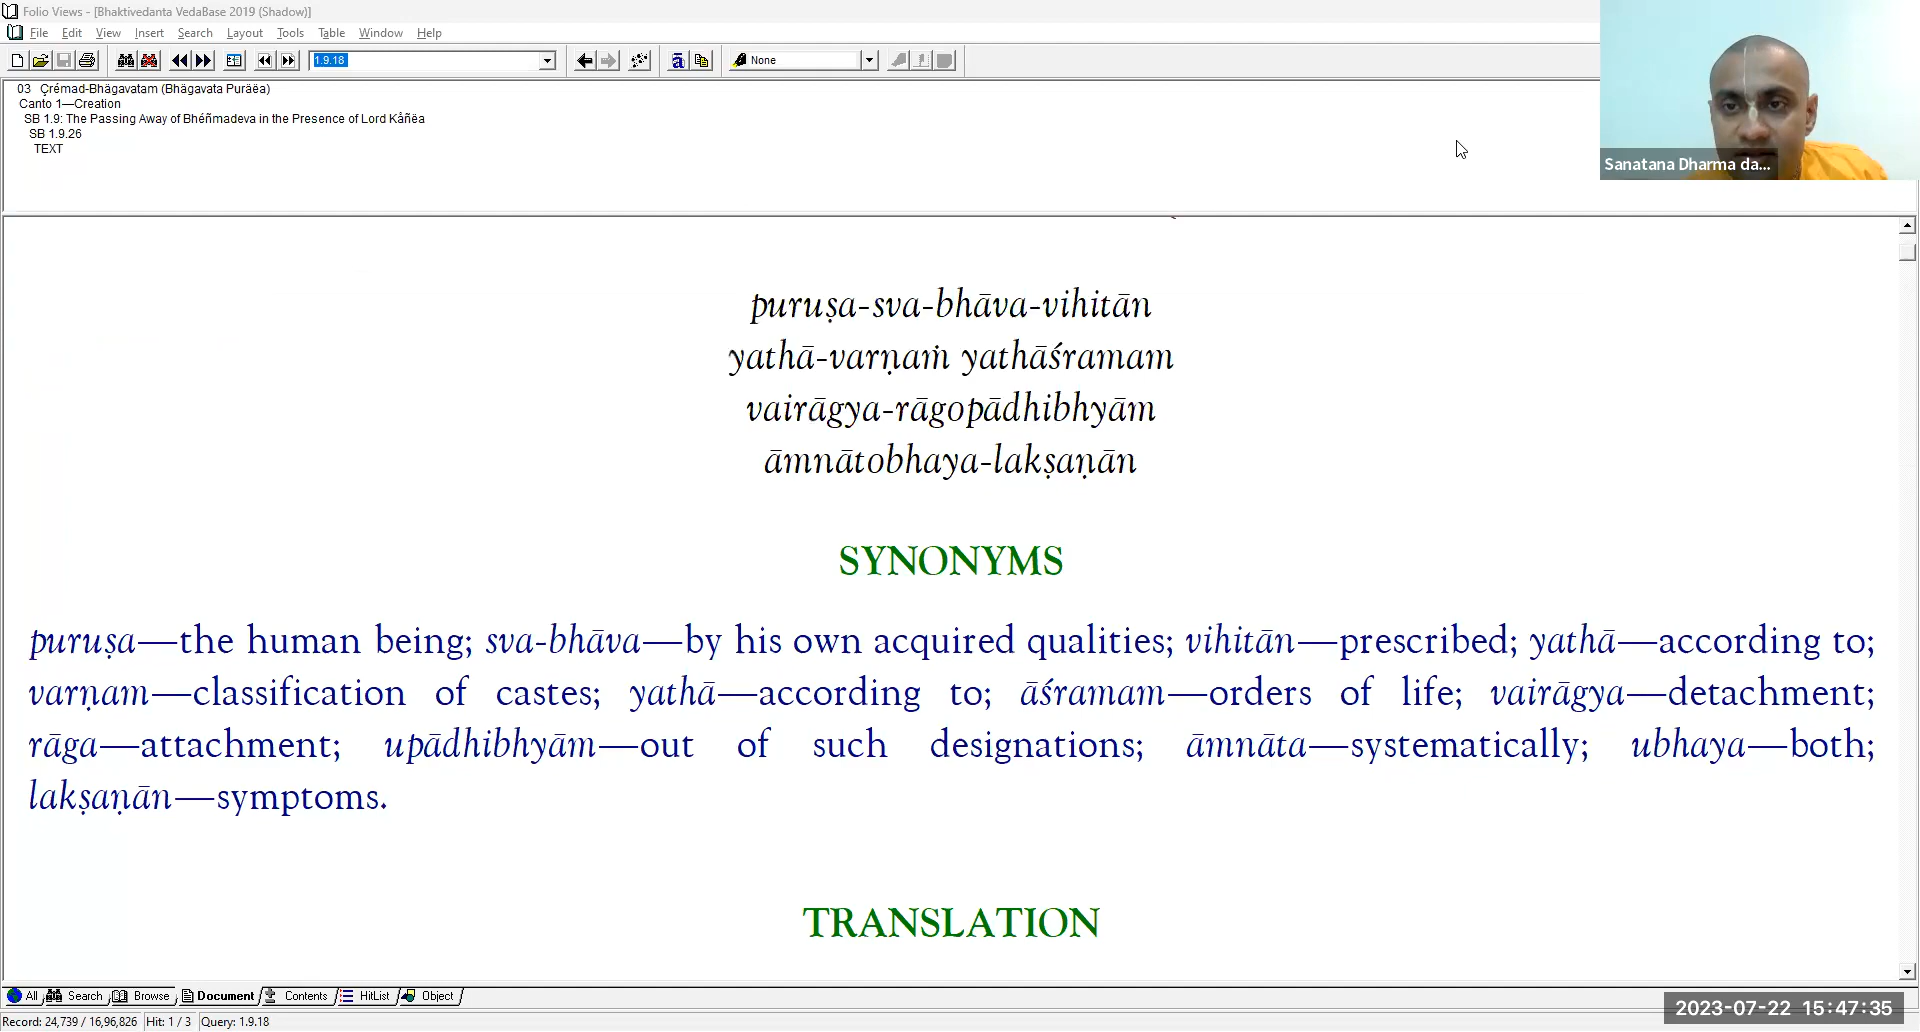 Folio Views - [Bhaktivedanta VedaBase 2019 (Shadow)]
File Edit View Insert Search Layout Tools Table Window Help
1.9.18 None
03 Çrémad-Bhägavatam (Bhägavata Puräëa)
Canto 1—Creation
SB 1.9: The Passing Away of Bhéñmadeva in the Presence of Lord Kåñëa
SB 1.9.26
TEXT
Sanatana Dharma da...
puruṣa-sva-bhāva-vihitān
yathā-varṇaṁ yathāśramam
vairāgya-rāgopādhibhyām
āmnātobhaya-lakṣaṇān
SYNONYMS
puruṣa—the human being; sva-bhāva—by his own acquired qualities; vihitān—prescribed; yathā—according to;
varṇam—classification of castes; yathā—according to; āśramam—orders of life; vairāgya—detachment;
rāga—attachment; upādhibhyām—out of such designations; āmnāta—systematically; ubhaya—both;
lakṣaṇān—symptoms.
TRANSLATION
All Search Browse Document Contents HitList Object
Record: 24,739 / 16,96,826 Hit: 1 / 3 Query: 1.9.18
2023-07-22 15:47:35